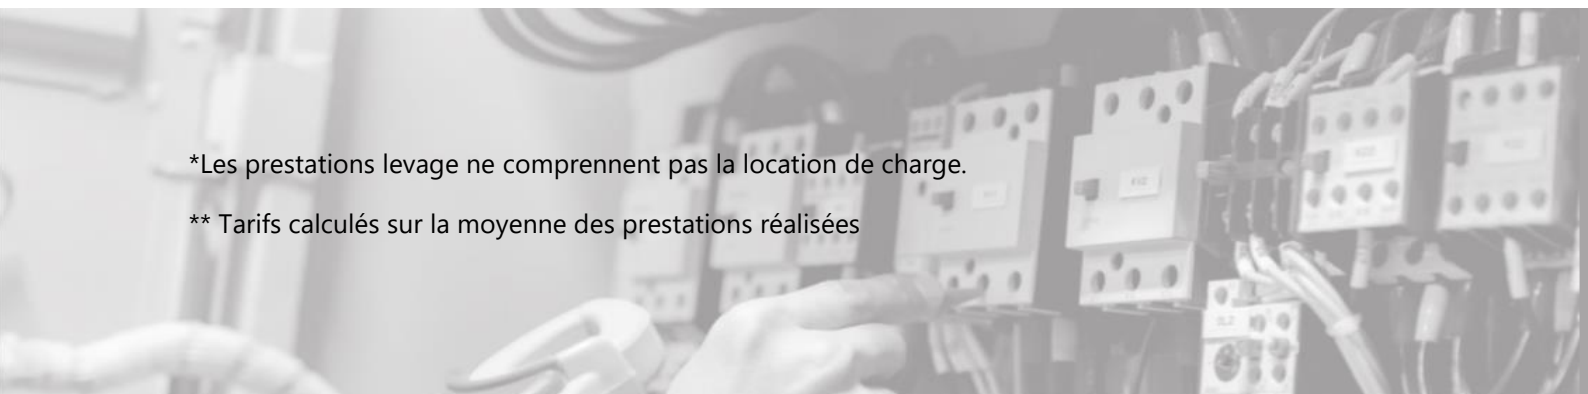 *Les prestations levage ne comprennent pas la location de charge.
** Tarifs calculés sur la moyenne des prestations réalisées